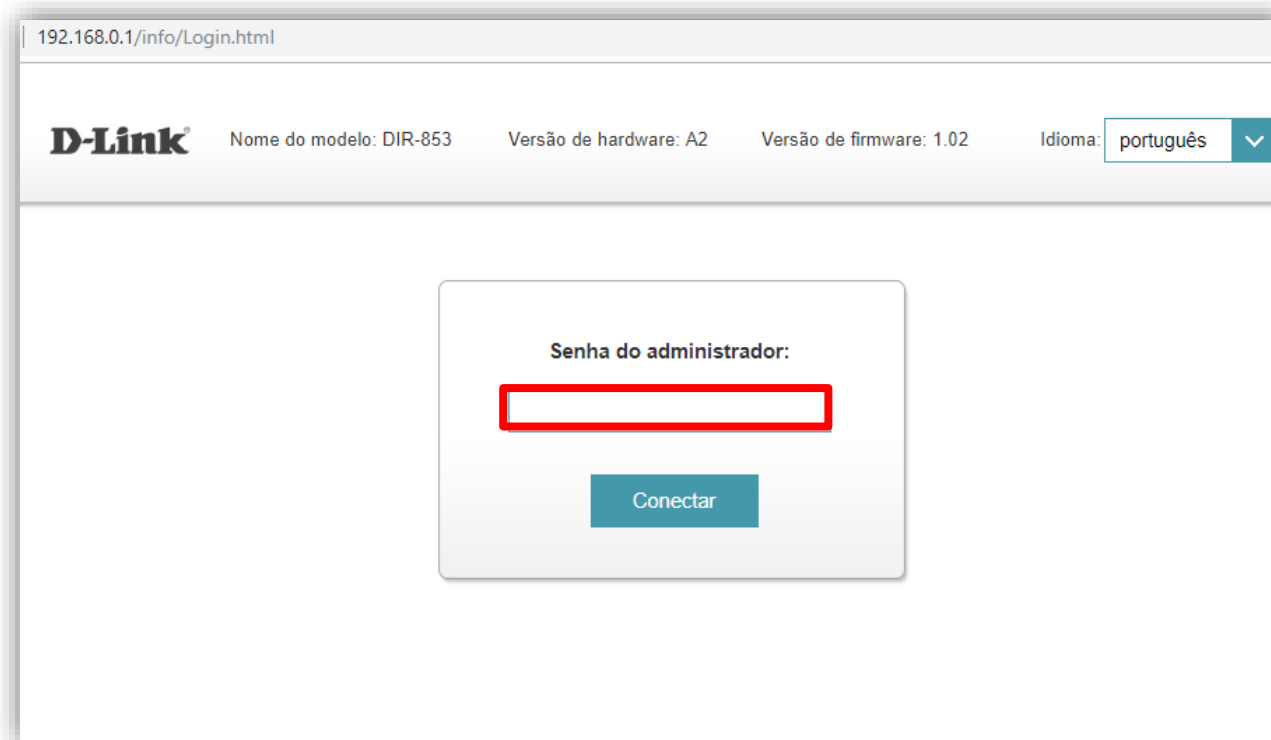 192.168.0.1/info/Login.html
D-Link® Nome do modelo: DIR-853 Versão de hardware: A2 Versão de firmware: 1.02 Idioma: português
Senha do administrador:
Conectar